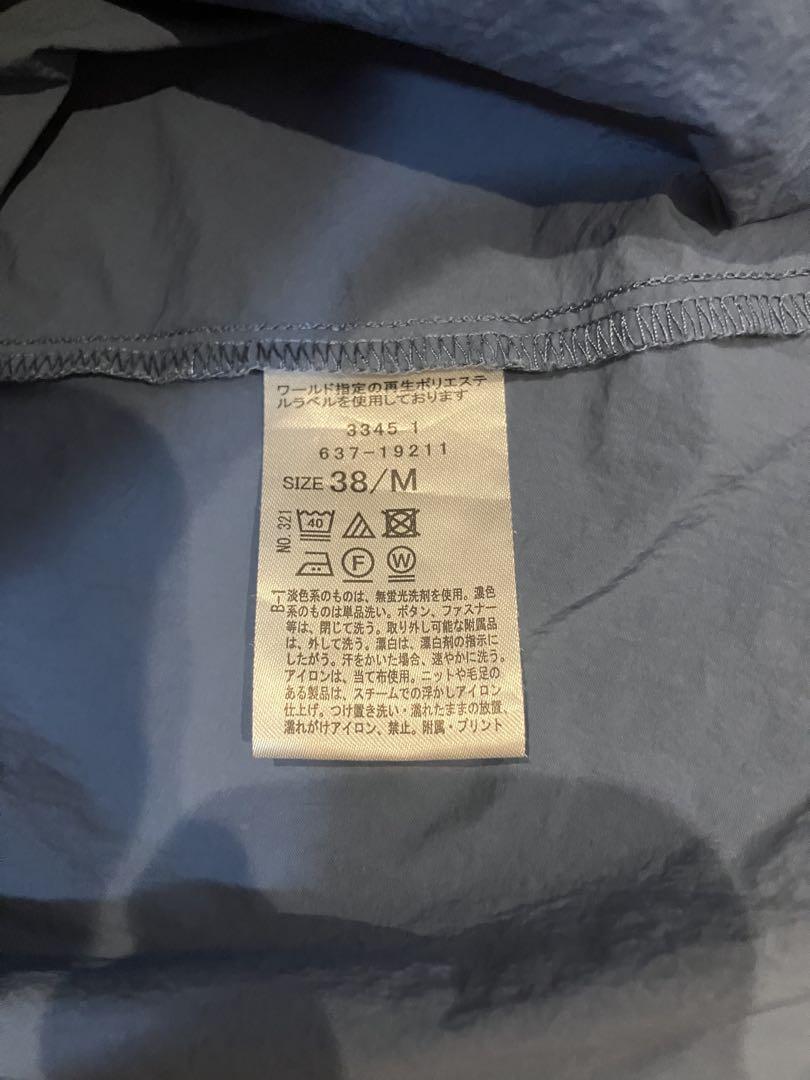 ワールド指定の再生ポリエステ
ルラベルを使用しております
3345 1
637-19211
SIZE 38/M
NO. 321
40
F W
B-1
淡色系のものは、無蛍光洗剤を使用。濃色
系のものは単品洗い。ボタン、ファスナー
等は、閉じて洗う。取り外し可能な附属品
は、外して洗う。漂白は、漂白剤の指示に
したがう。汗をかいた場合、速やかに洗う。
アイロンは、当て布使用。ニットや毛足の
ある製品は、スチームでの浮かしアイロン
仕上げ。つけ置き洗い・濡れたままの放置、
濡れがけアイロン、禁止。附属・プリント